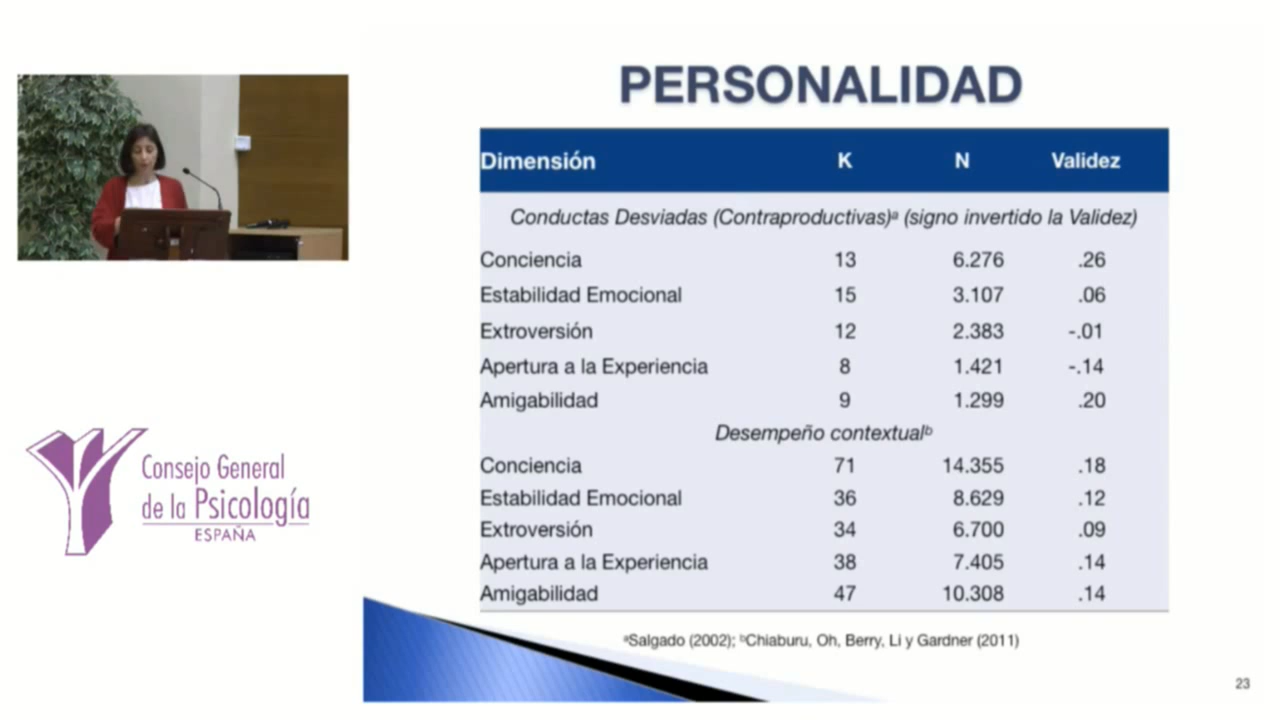 PERSONALIDAD
Dimensión K N Validez
Conductas Desviadas (Contraproductivas)ᵃ (signo invertido la Validez)
Conciencia 13 6.276 .26
Estabilidad Emocional 15 3.107 .06
Extroversión 12 2.383 -.01
Apertura a la Experiencia 8 1.421 -.14
Amigabilidad 9 1.299 .20
Desempeño contextualᵇ
Conciencia 71 14.355 .18
Estabilidad Emocional 36 8.629 .12
Extroversión 34 6.700 .09
Apertura a la Experiencia 38 7.405 .14
Amigabilidad 47 10.308 .14
ᵃSalgado (2002); ᵇChiaburu, Oh, Berry, Li y Gardner (2011)
23
Consejo General
de la Psicología
ESPAÑA